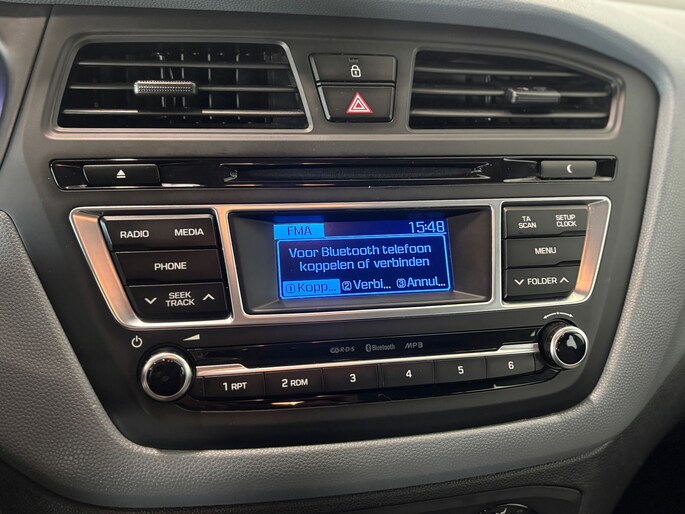 FMA 15:48
Voor Bluetooth telefoon
koppelen of verbinden
①Kopp... ②Verbi... ③Annul...
RADIO MEDIA
PHONE
SEEK
TRACK
TA
SCAN
SETUP
CLOCK
MENU
FOLDER
R·D·S Bluetooth MP3
1 RPT 2 RDM 3 4 5 6